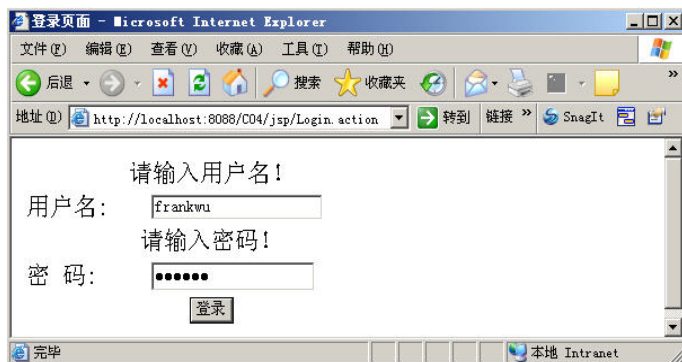 登录页面 - Microsoft Internet Explorer
文件(F) 编辑(E) 查看(V) 收藏(A) 工具(T) 帮助(H)
后退 搜索 收藏夹 »
地址(D) http://localhost:8088/C04/jsp/Login.action 转到 链接 » SnagIt
请输入用户名!
用户名: frankwu
请输入密码!
密 码: ●●●●●●
登录
完毕 本地 Intranet